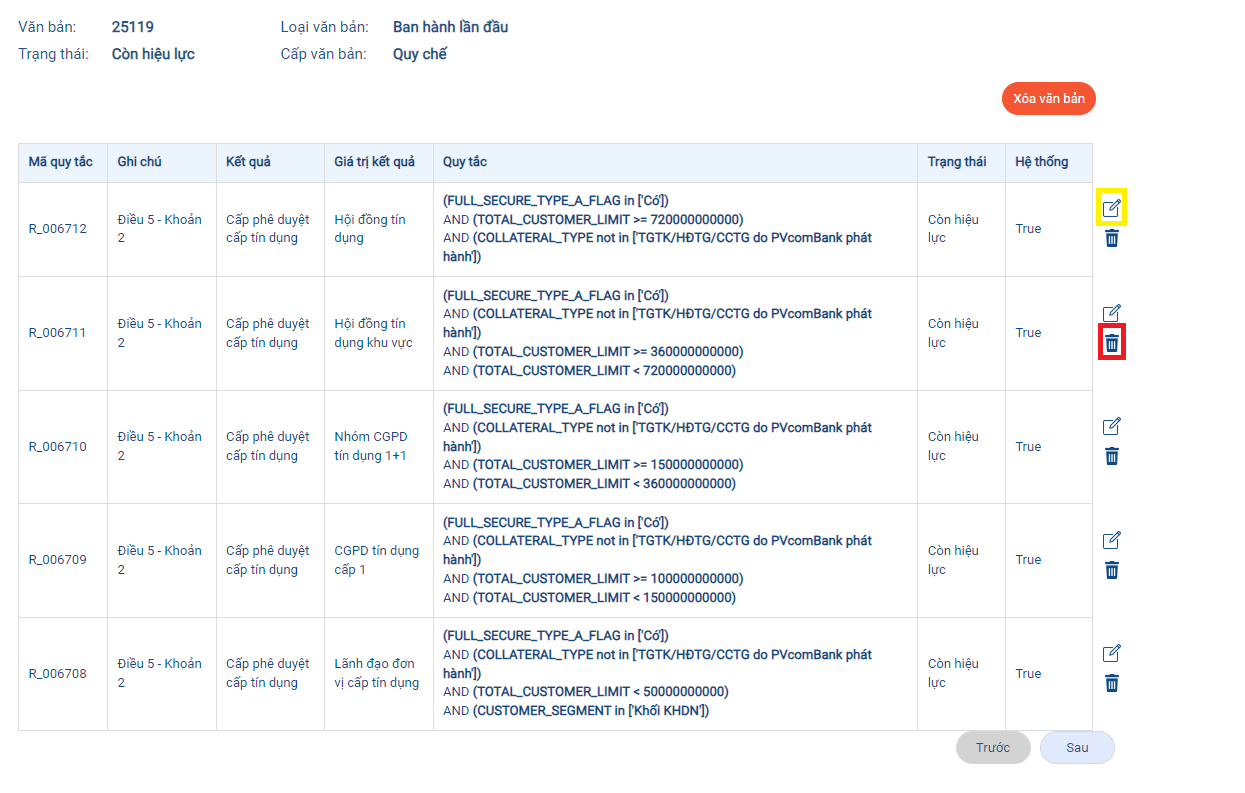 Văn bản: 25119 Loại văn bản: Ban hành lần đầu
Trạng thái: Còn hiệu lực Cấp văn bản: Quy chế
Xóa văn bản
Mã quy tắc Ghi chú Kết quả Giá trị kết quả Quy tắc Trạng thái Hệ thống
R_006712
Điều 5 - Khoản
2
Cấp phê duyệt
cấp tín dụng
Hội đồng tín
dụng
(FULL_SECURE_TYPE_A_FLAG in ['Có'])
AND (TOTAL_CUSTOMER_LIMIT >= 720000000000)
AND (COLLATERAL_TYPE not in ['TGTK/HĐTG/CCTG do PVcomBank phát
hành'])
Còn hiệu
lực
True
R_006711
Điều 5 - Khoản
2
Cấp phê duyệt
cấp tín dụng
Hội đồng tín
dụng khu vực
(FULL_SECURE_TYPE_A_FLAG in ['Có'])
AND (COLLATERAL_TYPE not in ['TGTK/HĐTG/CCTG do PVcomBank phát
hành'])
AND (TOTAL_CUSTOMER_LIMIT >= 360000000000)
AND (TOTAL_CUSTOMER_LIMIT < 720000000000)
Còn hiệu
lực
True
R_006710
Điều 5 - Khoản
2
Cấp phê duyệt
cấp tín dụng
Nhóm CGPD
tín dụng 1+1
(FULL_SECURE_TYPE_A_FLAG in ['Có'])
AND (COLLATERAL_TYPE not in ['TGTK/HĐTG/CCTG do PVcomBank phát
hành'])
AND (TOTAL_CUSTOMER_LIMIT >= 150000000000)
AND (TOTAL_CUSTOMER_LIMIT < 360000000000)
Còn hiệu
lực
True
R_006709
Điều 5 - Khoản
2
Cấp phê duyệt
cấp tín dụng
CGPD tín dụng
cấp 1
(FULL_SECURE_TYPE_A_FLAG in ['Có'])
AND (COLLATERAL_TYPE not in ['TGTK/HĐTG/CCTG do PVcomBank phát
hành'])
AND (TOTAL_CUSTOMER_LIMIT >= 100000000000)
AND (TOTAL_CUSTOMER_LIMIT < 150000000000)
Còn hiệu
lực
True
R_006708
Điều 5 - Khoản
2
Cấp phê duyệt
cấp tín dụng
Lãnh đạo đơn
vị cấp tín dụng
(FULL_SECURE_TYPE_A_FLAG in ['Có'])
AND (COLLATERAL_TYPE not in ['TGTK/HĐTG/CCTG do PVcomBank phát
hành'])
AND (TOTAL_CUSTOMER_LIMIT < 50000000000)
AND (CUSTOMER_SEGMENT in ['Khối KHDN'])
Còn hiệu
lực
True
Trước Sau